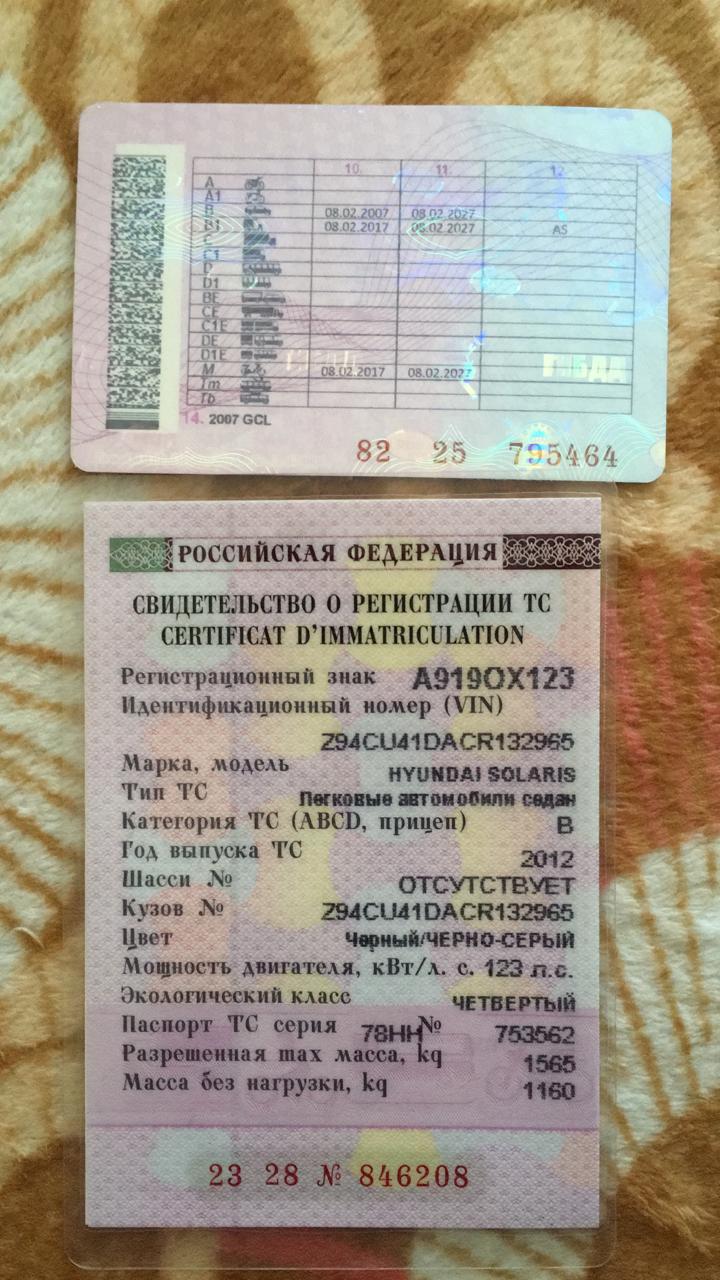 10. 11. 12.
A
A1
B 08.02.2007 08.02.2027
B1 08.02.2017 08.02.2027 AS
C
C1
D
D1
BE
CE
C1E
DE
D1E
M 08.02.2017 08.02.2027
Tm
Tb
ГИБДД
14. 2007 GCL
82 25 795464
РОССИЙСКАЯ ФЕДЕРАЦИЯ
СВИДЕТЕЛЬСТВО О РЕГИСТРАЦИИ ТС
CERTIFICAT D'IMMATRICULATION
Регистрационный знак А919ОХ123
Идентификационный номер (VIN)
Z94CU41DACR132965
Марка, модель HYUNDAI SOLARIS
Тип ТС Легковые автомобили седан
Категория ТС (ABCD, прицеп) B
Год выпуска ТС 2012
Шасси № ОТСУТСТВУЕТ
Кузов № Z94CU41DACR132965
Цвет Черный/ЧЕРНО-СЕРЫЙ
Мощность двигателя, кВт/л. с. 123 л.с.
Экологический класс ЧЕТВЕРТЫЙ
Паспорт ТС серия 78НН № 753562
Разрешенная max масса, kg 1565
Масса без нагрузки, kg 1160
23 28 № 846208